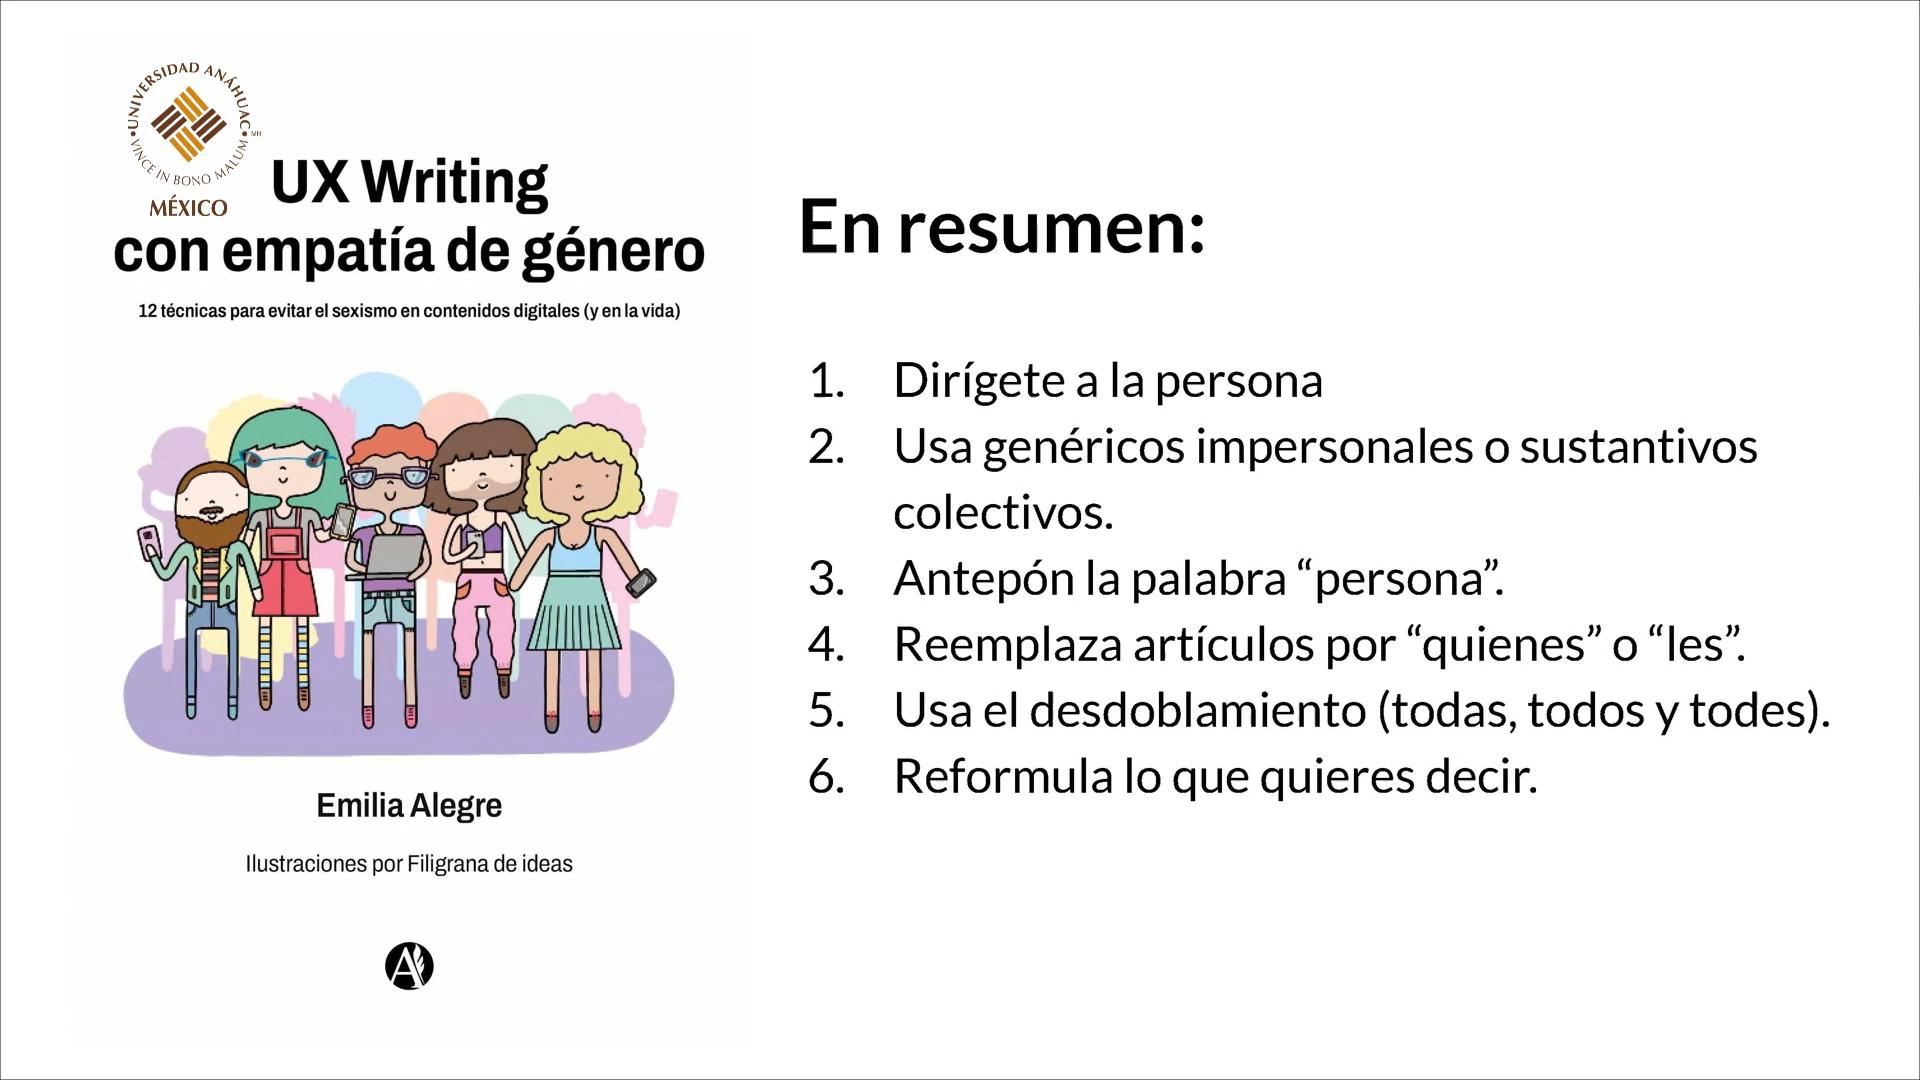 UNIVERSIDAD ANÁHUAC
MR
VINCE IN BONO MALUM
MÉXICO
UX Writing
con empatía de género
12 técnicas para evitar el sexismo en contenidos digitales (y en la vida)
Emilia Alegre
Ilustraciones por Filigrana de ideas
En resumen:
1. Dirígete a la persona
2. Usa genéricos impersonales o sustantivos
colectivos.
3. Antepón la palabra “persona”.
4. Reemplaza artículos por “quienes” o “les”.
5. Usa el desdoblamiento (todas, todos y todes).
6. Reformula lo que quieres decir.